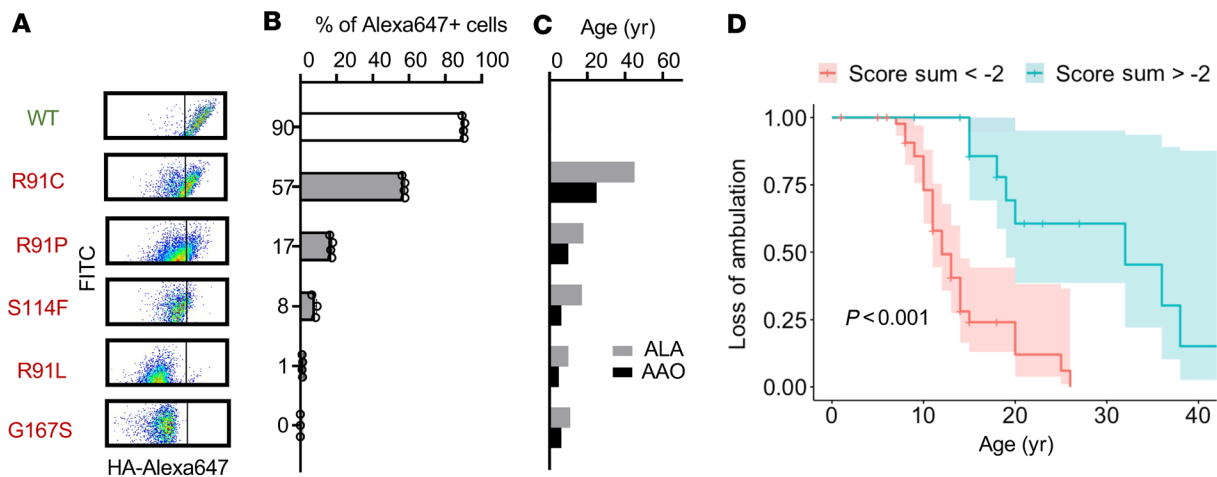 A
WT
R91C
R91P
S114F
R91L
G167S
FITC
HA-Alexa647
B
% of Alexa647+ cells
0 20 40 60 80 100
90
57
17
8
1
0
C
Age (yr)
0 20 40 60
ALA
AAO
D
Score sum < -2
Score sum > -2
Loss of ambulation
1.00
0.75
0.50
0.25
0.00
P < 0.001
0 10 20 30 40
Age (yr)